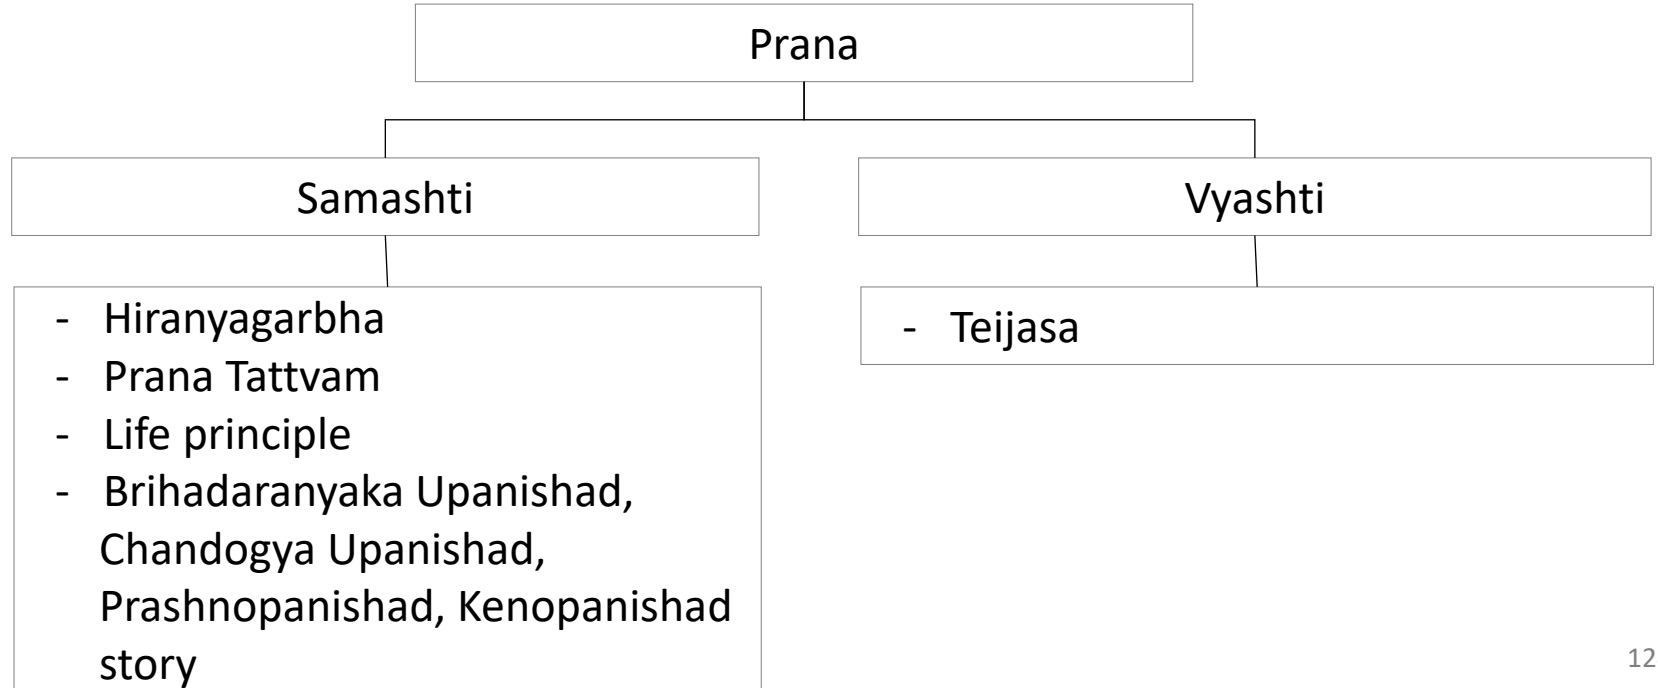 Prana
Samashti
Vyashti
- Hiranyagarbha
- Prana Tattvam
- Life principle
- Brihadaranyaka Upanishad,
Chandogya Upanishad,
Prashnopanishad, Kenopanishad
story
- Teijasa
12